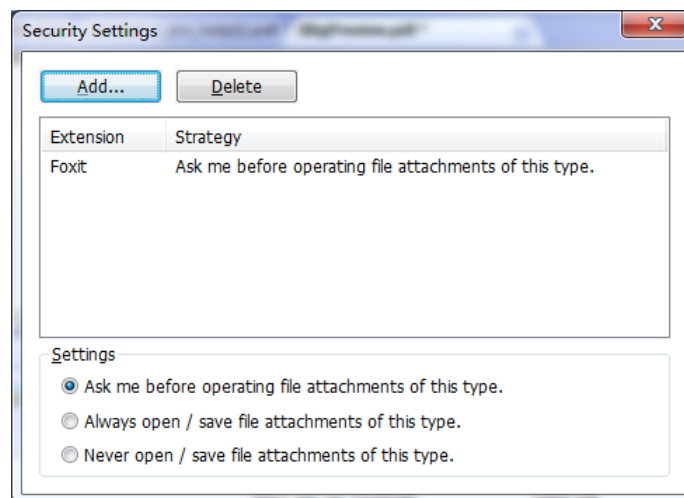 Security Settings
Add...
Delete
Extension Strategy
Foxit Ask me before operating file attachments of this type.
Settings
Ask me before operating file attachments of this type.
Always open / save file attachments of this type.
Never open / save file attachments of this type.